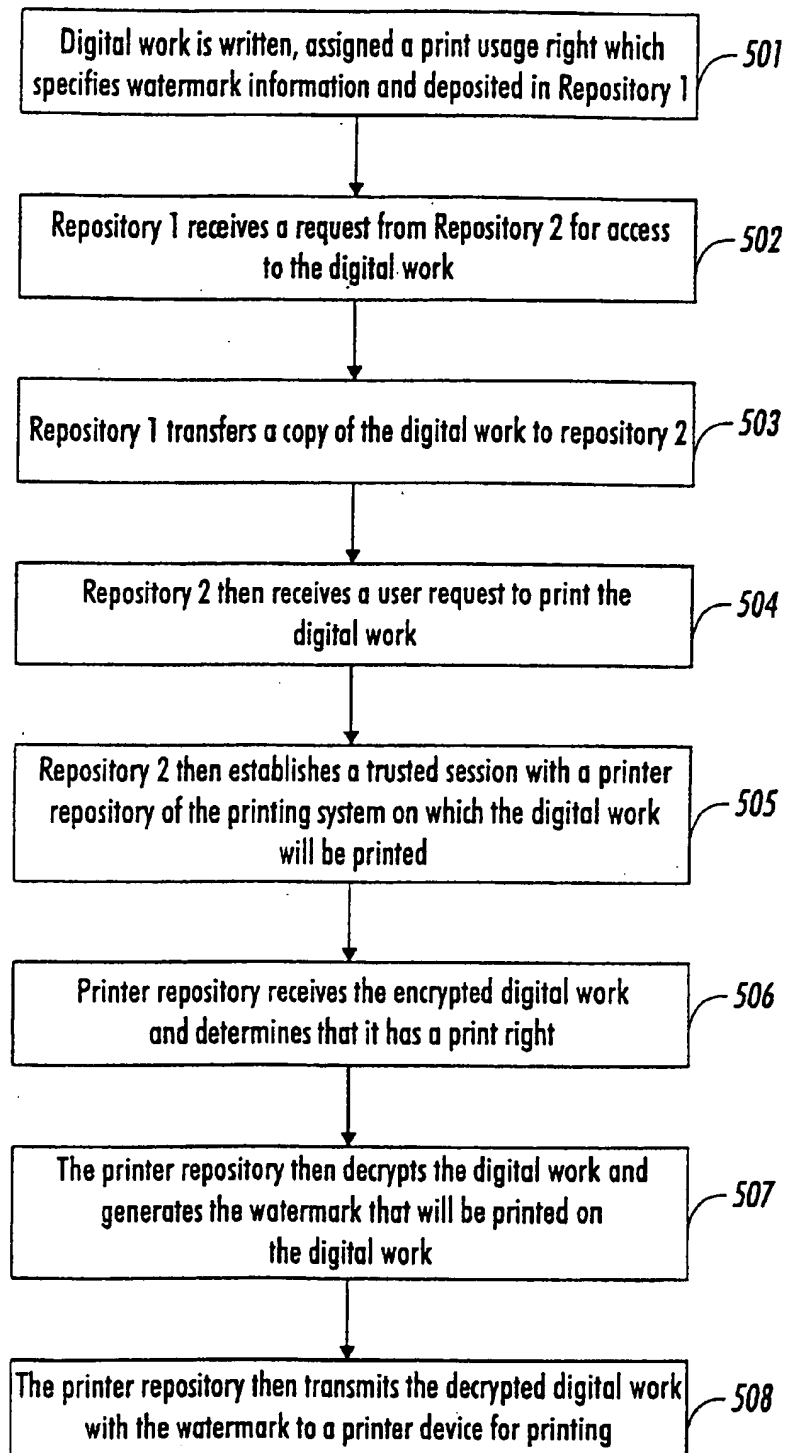 Digital work is written, assigned a print usage right which
specifies watermark information and deposited in Repository 1
501
Repository 1 receives a request from Repository 2 for access
to the digital work
502
Repository 1 transfers a copy of the digital work to repository 2
503
Repository 2 then receives a user request to print the
digital work
504
Repository 2 then establishes a trusted session with a printer
repository of the printing system on which the digital work
will be printed
505
Printer repository receives the encrypted digital work
and determines that it has a print right
506
The printer repository then decrypts the digital work and
generates the watermark that will be printed on
the digital work
507
The printer repository then transmits the decrypted digital work
with the watermark to a printer device for printing
508